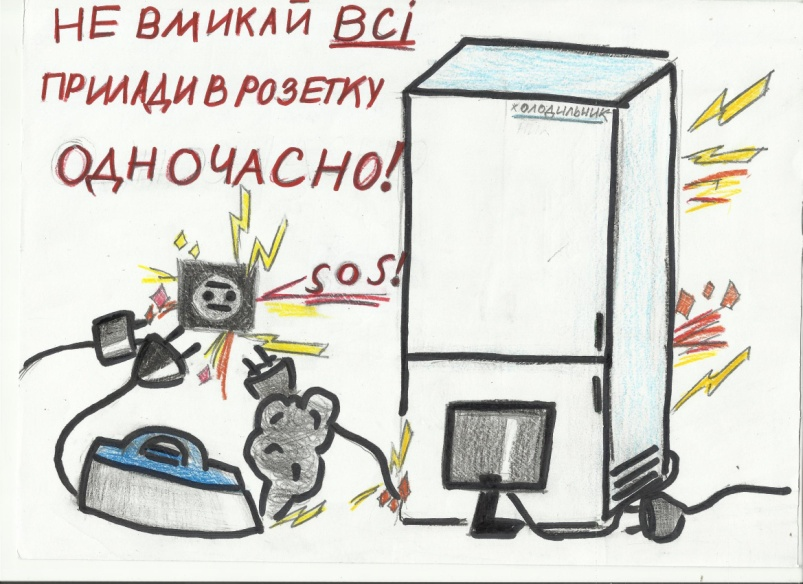 НЕ ВМИКАЙ ВСІ
ПРИЛАДИ В РОЗЕТКУ
ОДНОЧАСНО!
ХОЛОДИЛЬНИК
SOS!